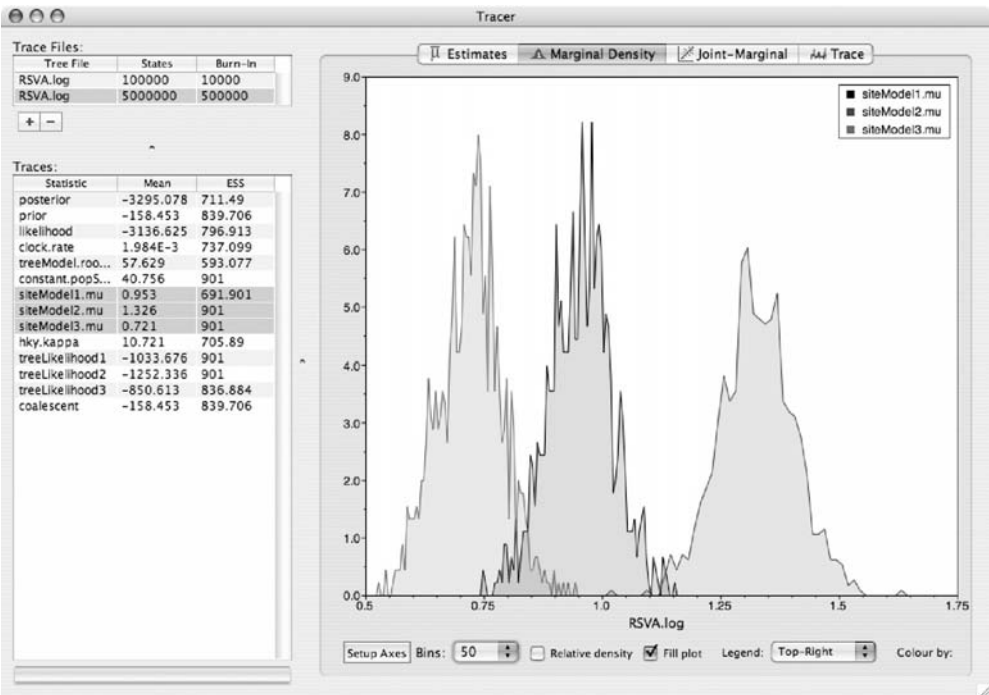 Tracer
Trace Files:
Tree File States Burn-In
RSVA.log 100000 10000
RSVA.log 5000000 500000
+ −
Traces:
Statistic Mean ESS
posterior -3295.078 711.49
prior -158.453 839.706
likelihood -3136.625 796.913
clock.rate 1.984E-3 737.099
treeModel.roo... 57.629 593.077
constant.popS... 40.756 901
siteModel1.mu 0.953 691.901
siteModel2.mu 1.326 901
siteModel3.mu 0.721 901
hky.kappa 10.721 705.89
treeLikelihood1 -1033.676 901
treeLikelihood2 -1252.336 901
treeLikelihood3 -850.613 836.884
coalescent -158.453 839.706
Estimates Marginal Density Joint-Marginal Trace
siteModel1.mu
siteModel2.mu
siteModel3.mu
9.0
8.0
7.0
6.0
5.0
4.0
3.0
2.0
1.0
0.0
0.5 0.75 1.0 1.25 1.5 1.75
RSVA.log
Setup Axes Bins: 50 Relative density Fill plot Legend: Top-Right Colour by: